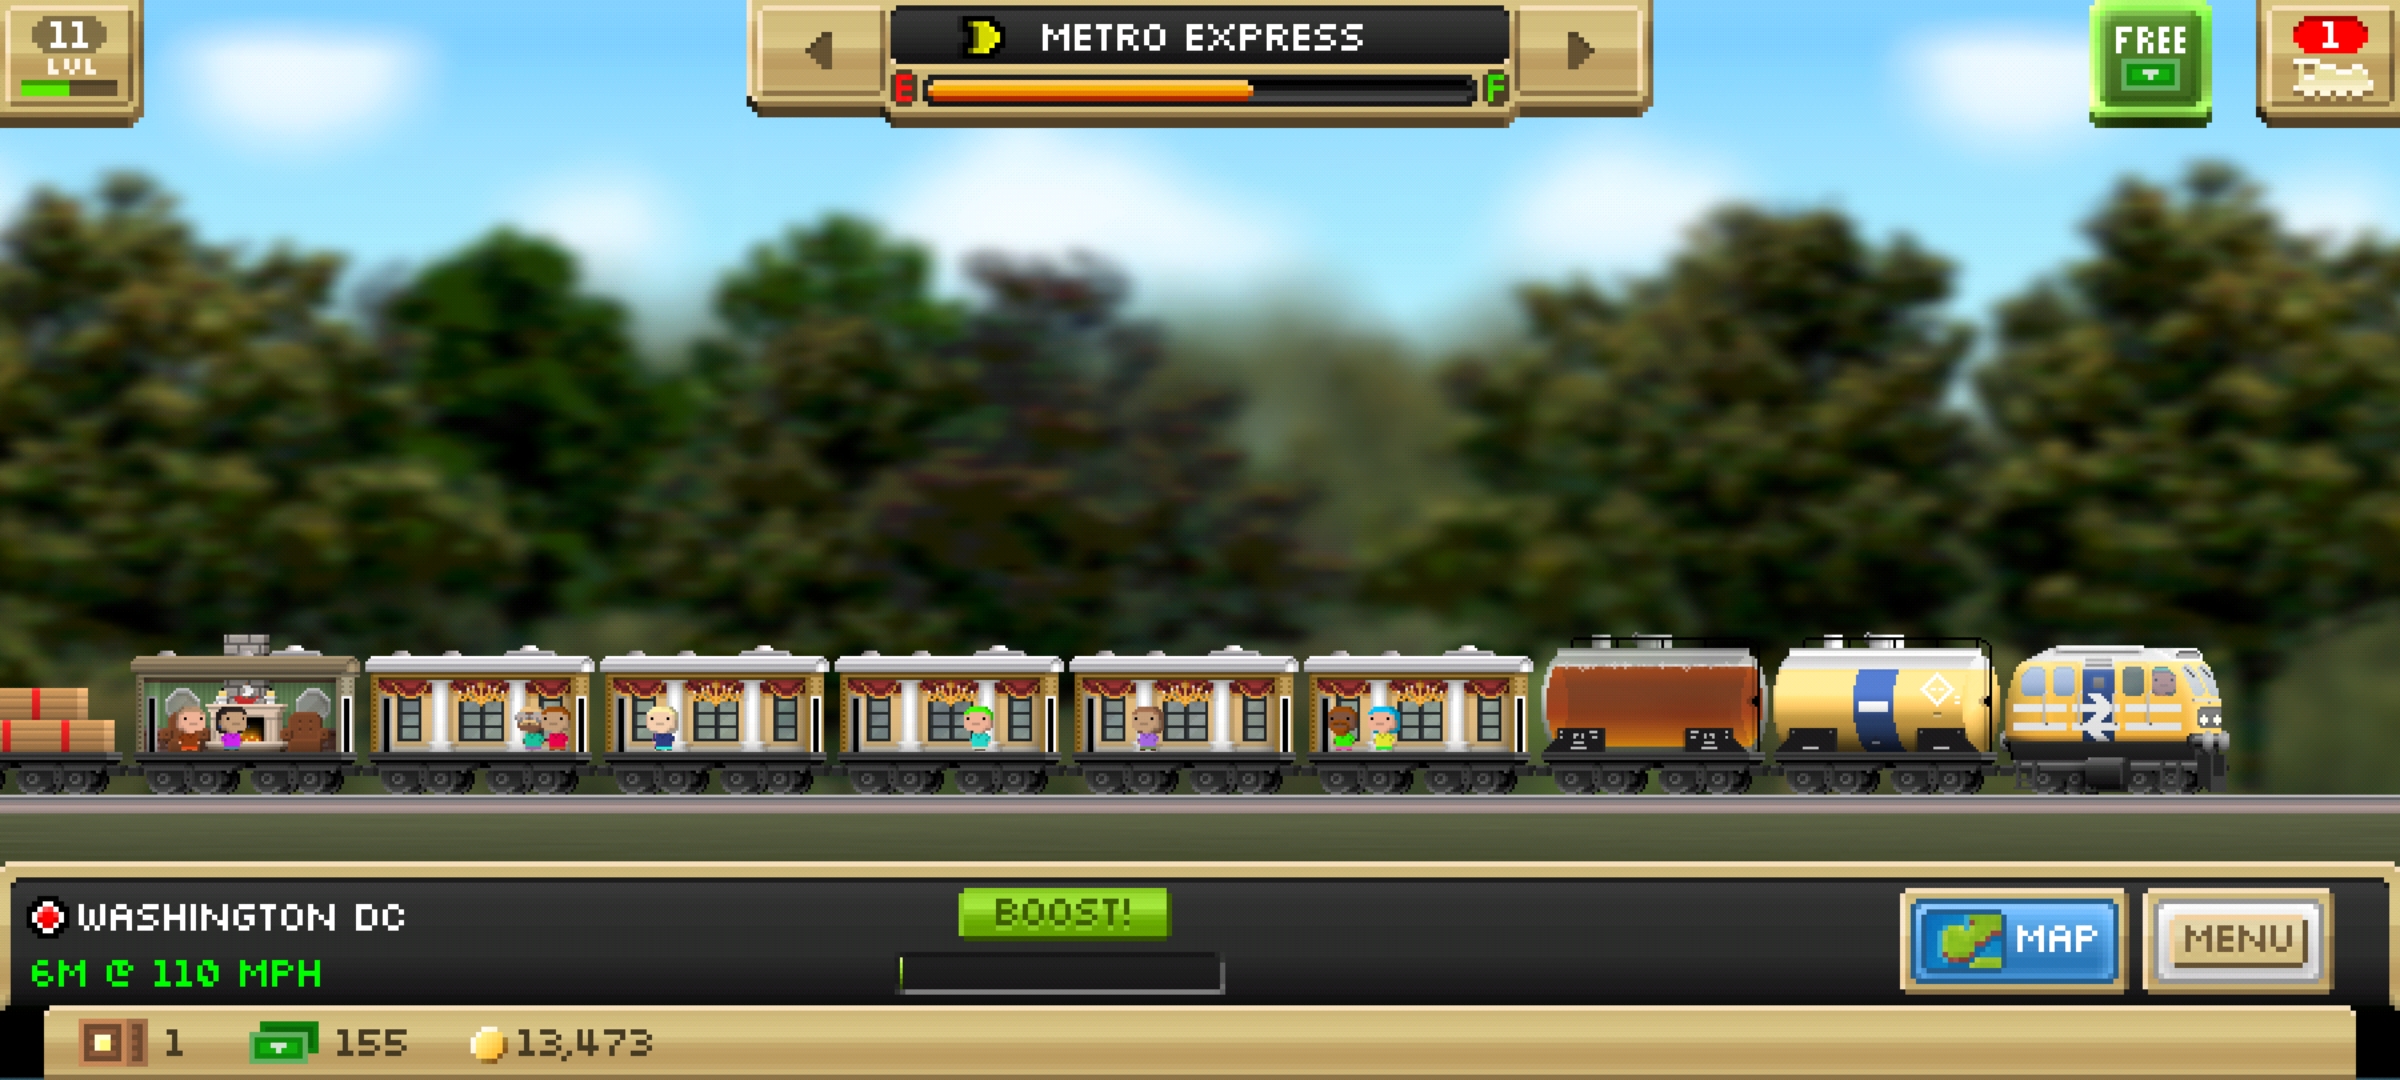 11
LVL
METRO EXPRESS
E
F
FREE
1
WASHINGTON DC
6M @ 110 MPH
BOOST!
MAP
MENU
1
155
13,473